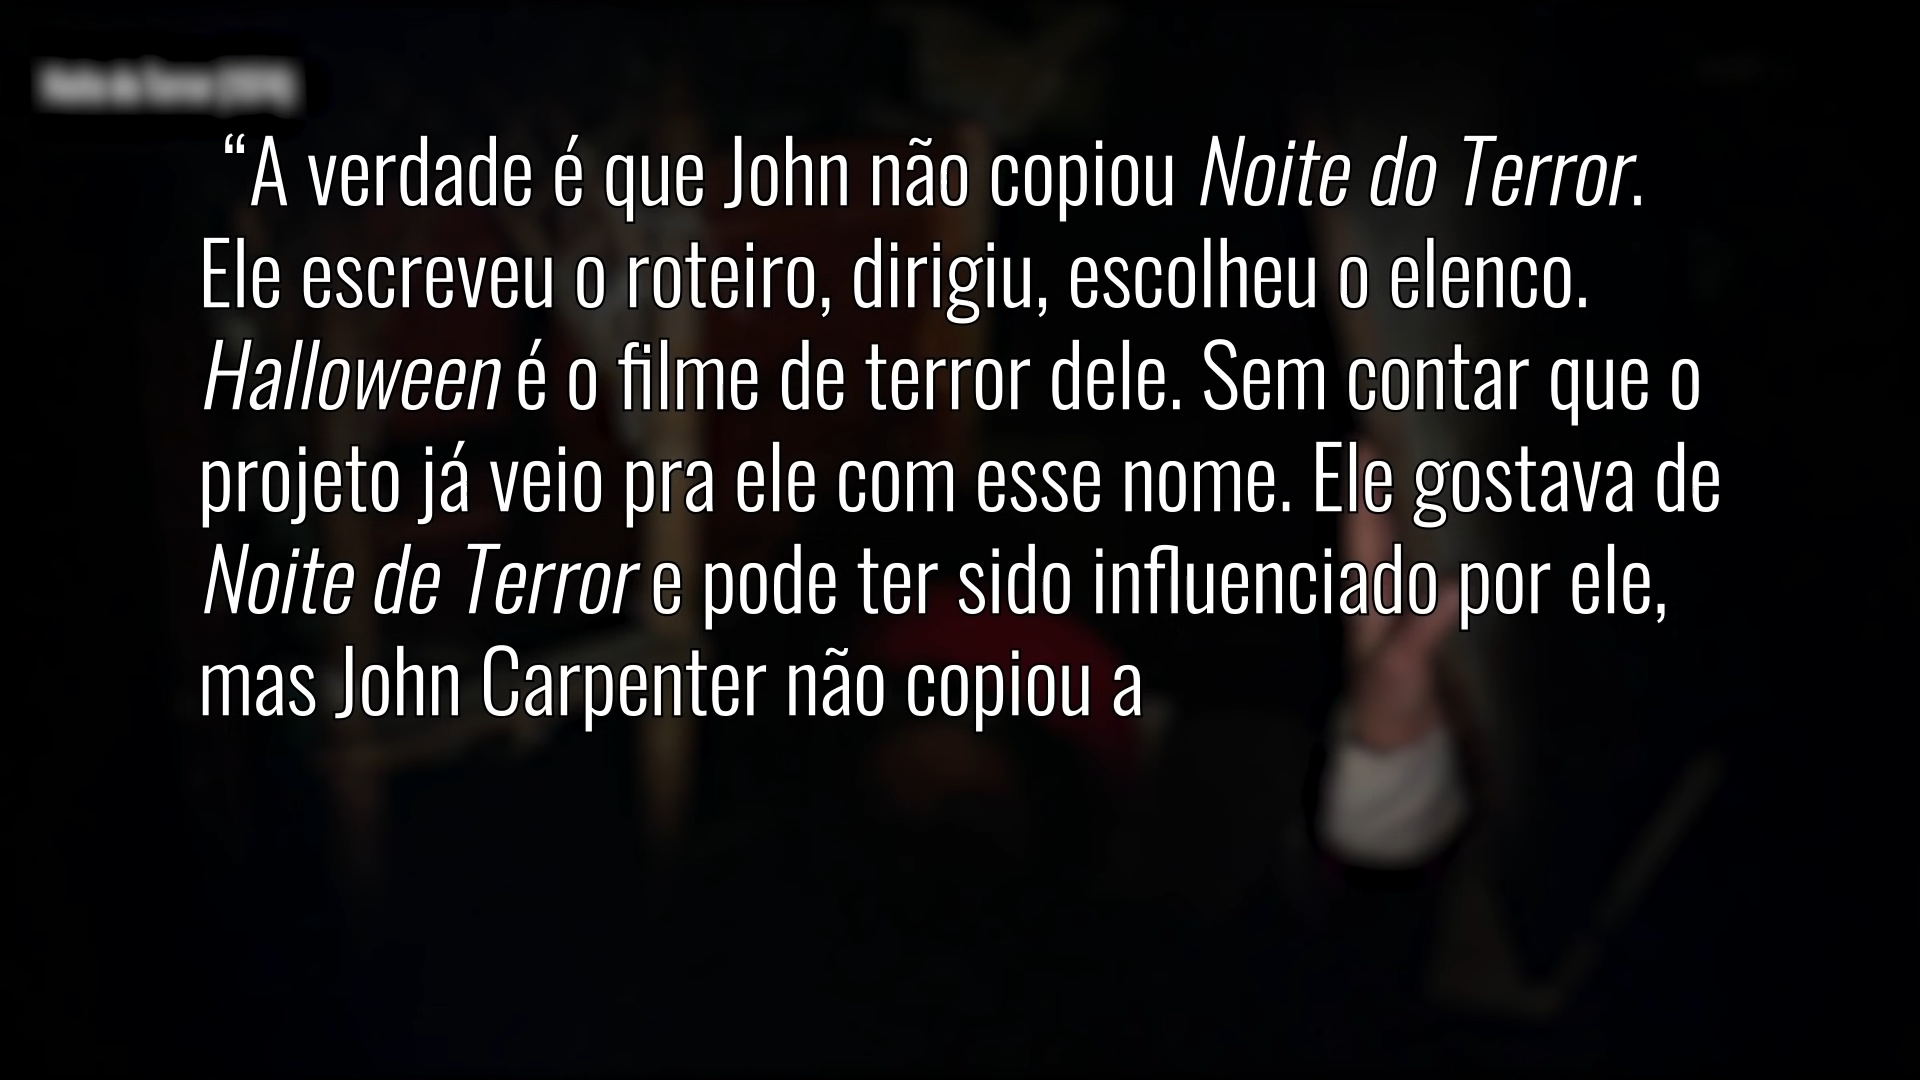 “A verdade é que John não copiou Noite do Terror.
Ele escreveu o roteiro, dirigiu, escolheu o elenco.
Halloween é o filme de terror dele. Sem contar que o
projeto já veio pra ele com esse nome. Ele gostava de
Noite de Terror e pode ter sido influenciado por ele,
mas John Carpenter não copiou a